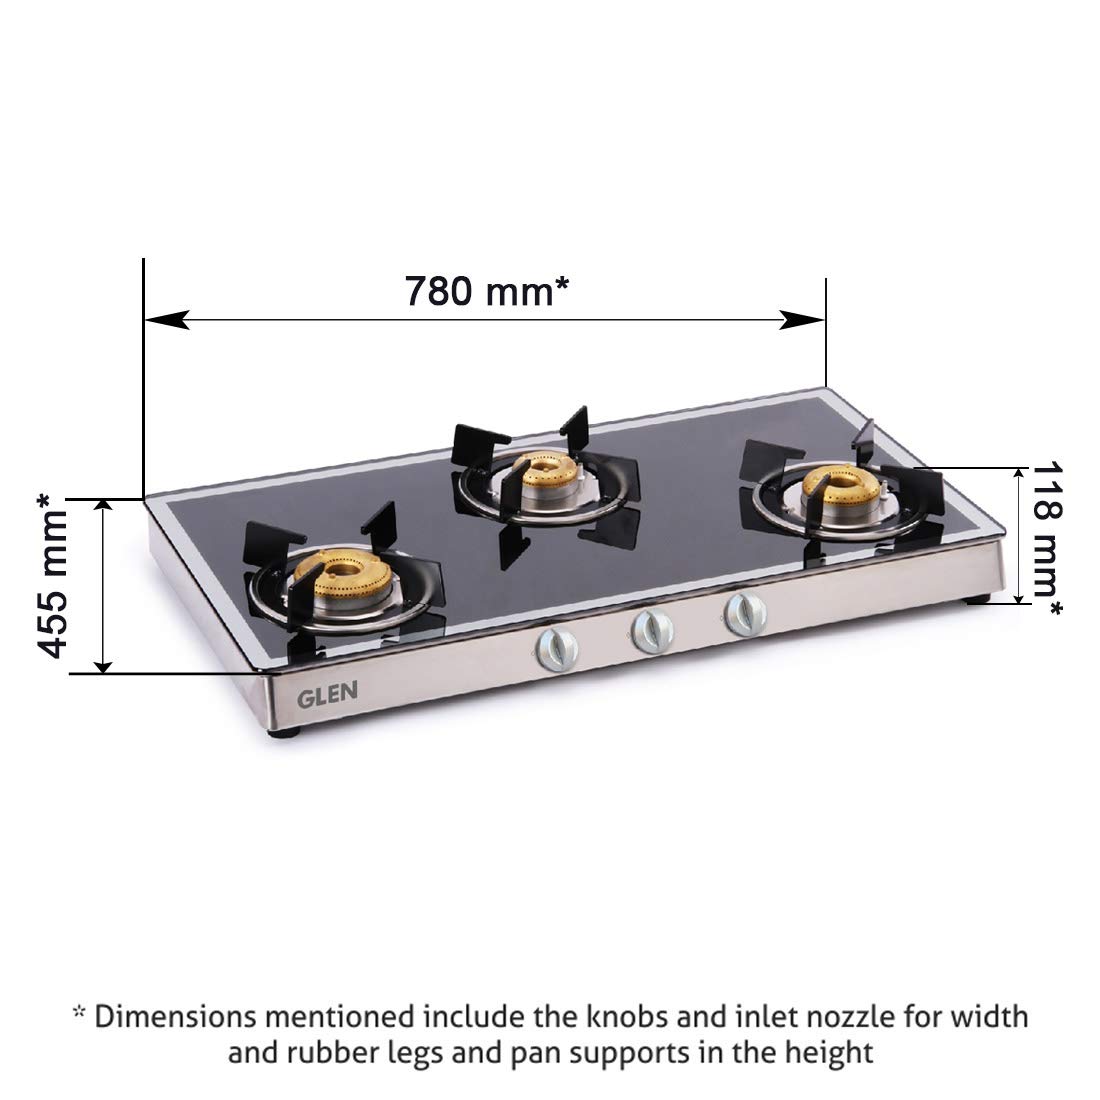 780 mm*
455 mm*
118 mm*
GLEN
* Dimensions mentioned include the knobs and inlet nozzle for width
and rubber legs and pan supports in the height